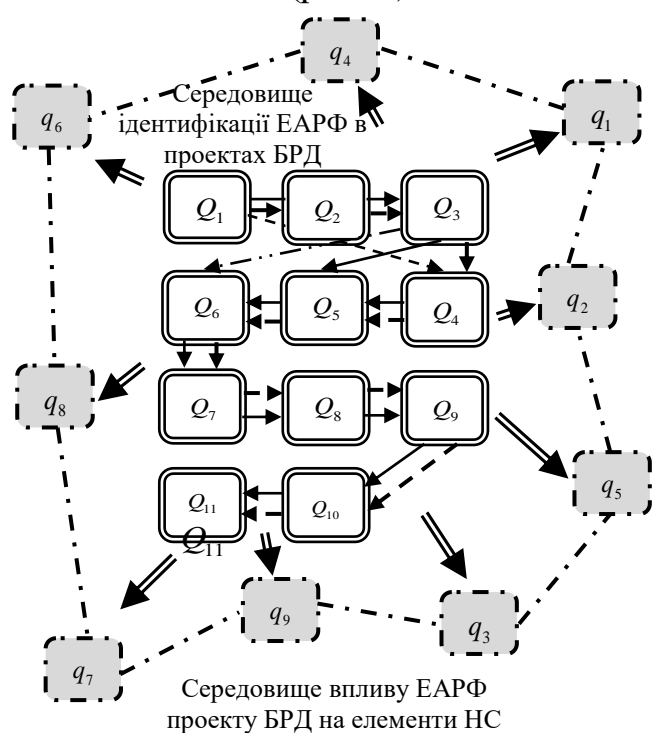 q₄
Середовище
ідентифікації ЕАРФ в
проектах БРД
q₆
q₁
Q₁ Q₂ Q₃
Q₆ Q₅ Q₄
q₂
Q₇ Q₈ Q₉
q₈
q₅
Q₁₁ Q₁₀
Q₁₁
q₉
q₃
q₇
Середовище впливу ЕАРФ
проекту БРД на елементи НС